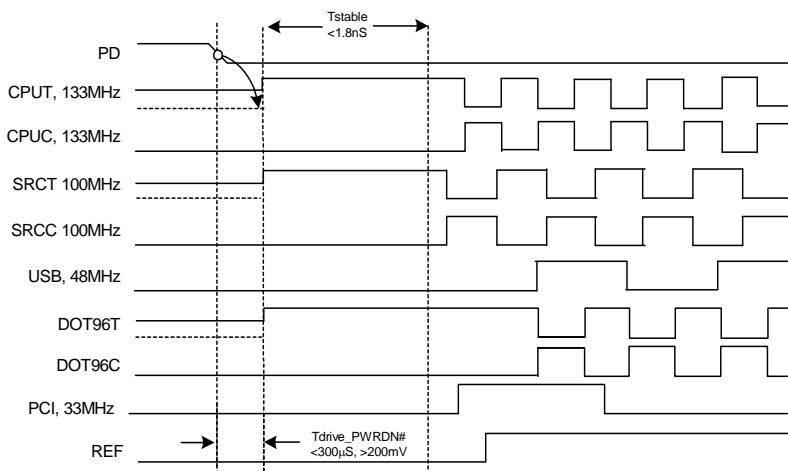 Tstable
<1.8nS
PD
CPUT, 133MHz
CPUC, 133MHz
SRCT 100MHz
SRCC 100MHz
USB, 48MHz
DOT96T
DOT96C
PCI, 33MHz
Tdrive_PWRDN#
<300µS, >200mV
REF